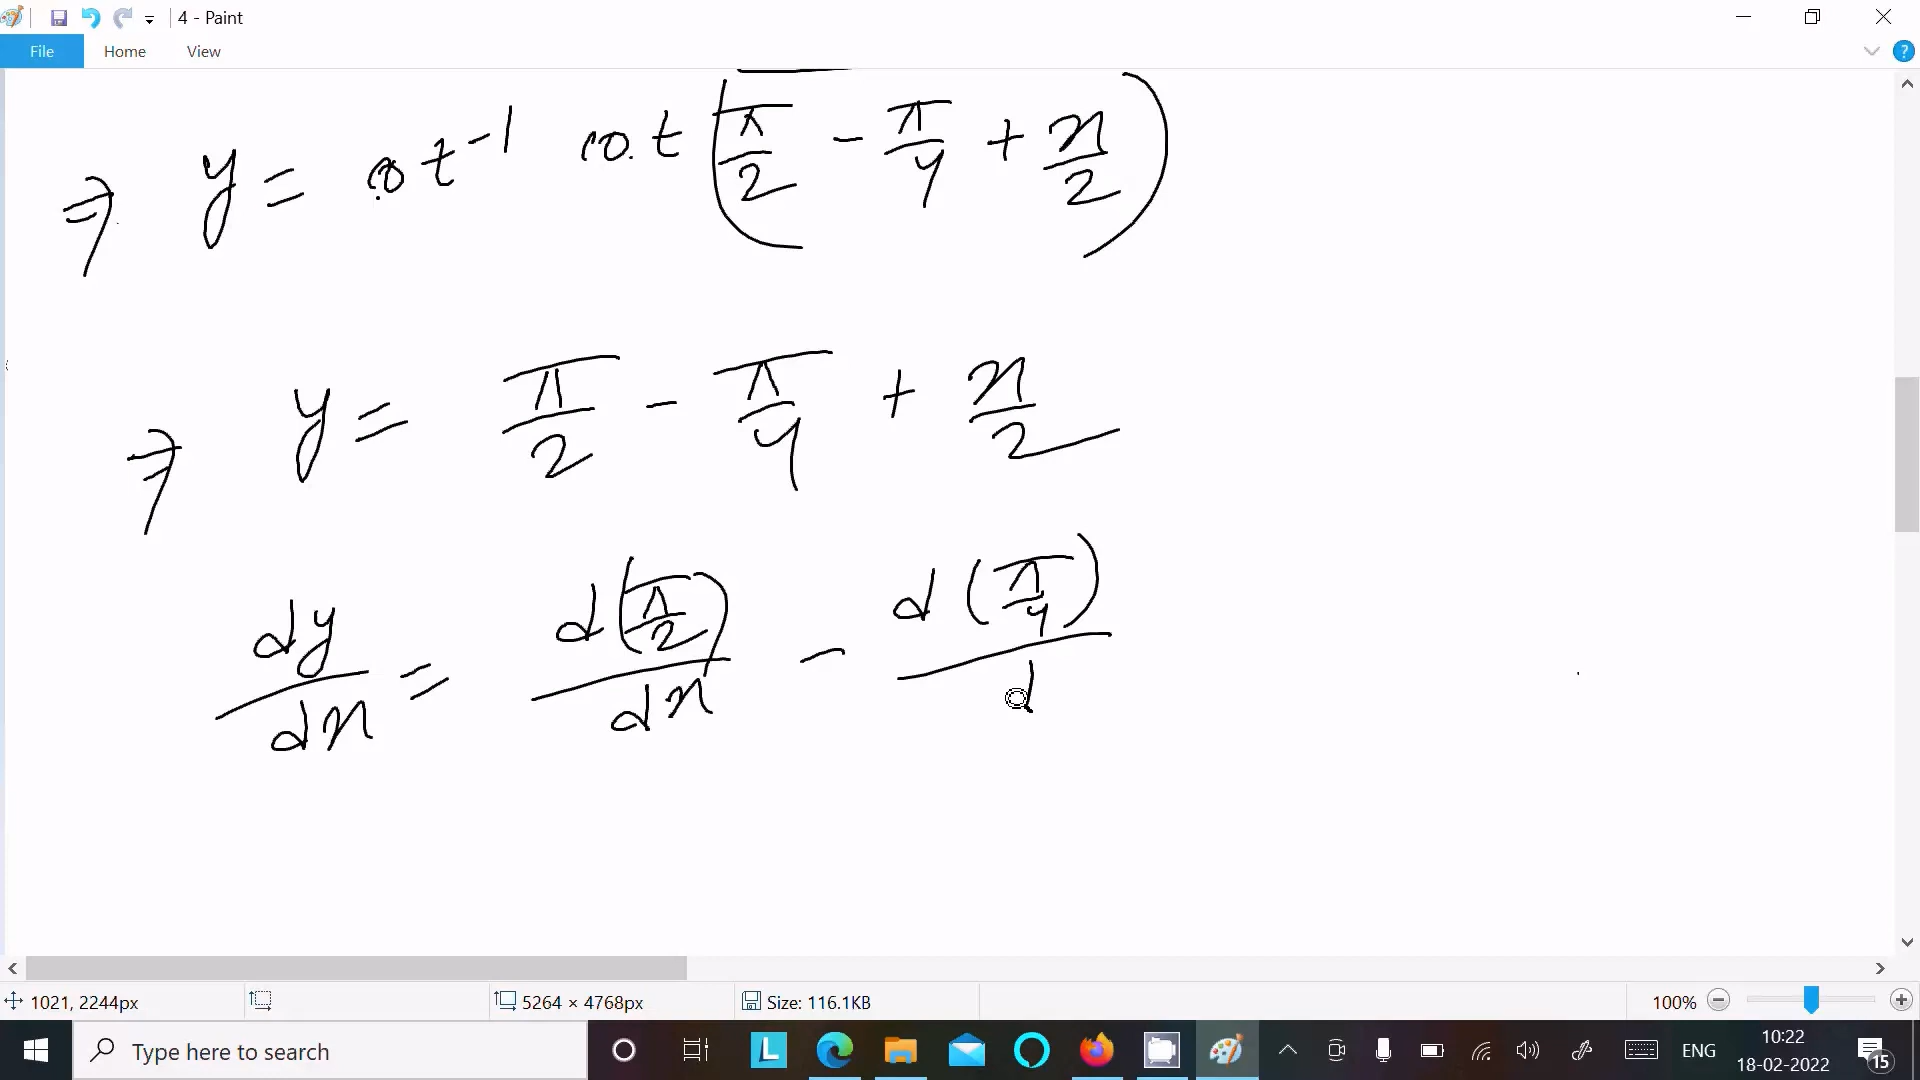 4 - Paint
File Home View
⇒ y = cot⁻¹ cot (π/2 - π/4 + x/2)
⇒ y = π/2 - π/4 + x/2
dy/dx = d(π/2)/dx - d(π/4)/d
1021, 2244px 5264 × 4768px Size: 116.1KB 100%
Type here to search ENG 10:22
18-02-2022 15